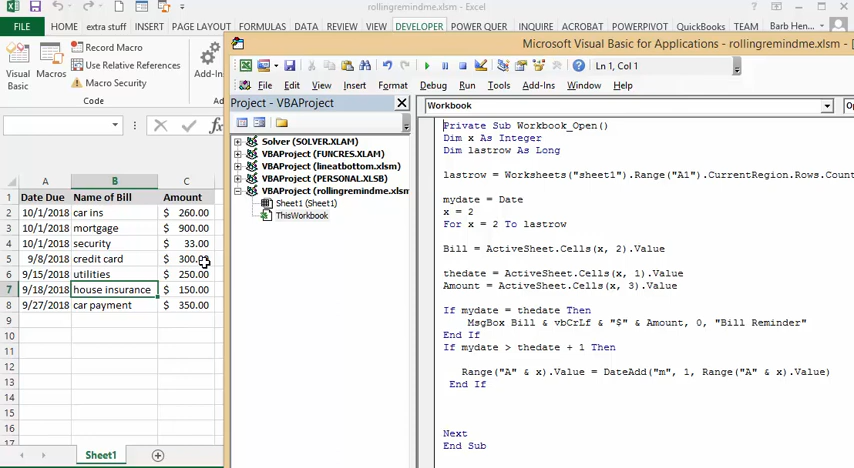 rollingremindme.xlsm - Excel
FILE HOME extra stuff INSERT PAGE LAYOUT FORMULAS DATA REVIEW VIEW DEVELOPER POWER QUER INQUIRE ACROBAT POWERPIVOT QuickBooks TEAM Barb Hen...
Visual Basic
Macros
Record Macro
Use Relative References
Macro Security
Code
Add-In
fx
A B C
1 Date Due Name of Bill Amount
2 10/1/2018 car ins $ 260.00
3 10/1/2018 mortgage $ 900.00
4 10/1/2018 security $ 33.00
5 9/8/2018 credit card $ 300.00
6 9/15/2018 utilities $ 250.00
7 9/18/2018 house insurance $ 150.00
8 9/27/2018 car payment $ 350.00
9
10
11
12
13
14
15
16
17
Sheet1
Microsoft Visual Basic for Applications - rollingremindme.xlsm
Ln 1, Col 1
File Edit View Insert Format Debug Run Tools Add-Ins Window Help
Project - VBAProject
Solver (SOLVER.XLAM)
VBAProject (FUNCRES.XLAM)
VBAProject (lineatbottom.xlsm)
VBAProject (PERSONAL.XLSB)
VBAProject (rollingremindme.xlsm
Sheet1 (Sheet1)
ThisWorkbook
Workbook
Op
Private Sub Workbook_Open()
Dim x As Integer
Dim lastrow As Long
lastrow = Worksheets("sheet1").Range("A1").CurrentRegion.Rows.Count
mydate = Date
x = 2
For x = 2 To lastrow
Bill = ActiveSheet.Cells(x, 2).Value
thedate = ActiveSheet.Cells(x, 1).Value
Amount = ActiveSheet.Cells(x, 3).Value
If mydate = thedate Then
MsgBox Bill & vbCrLf & "$" & Amount, 0, "Bill Reminder"
End If
If mydate > thedate + 1 Then
Range("A" & x).Value = DateAdd("m", 1, Range("A" & x).Value)
End If
Next
End Sub